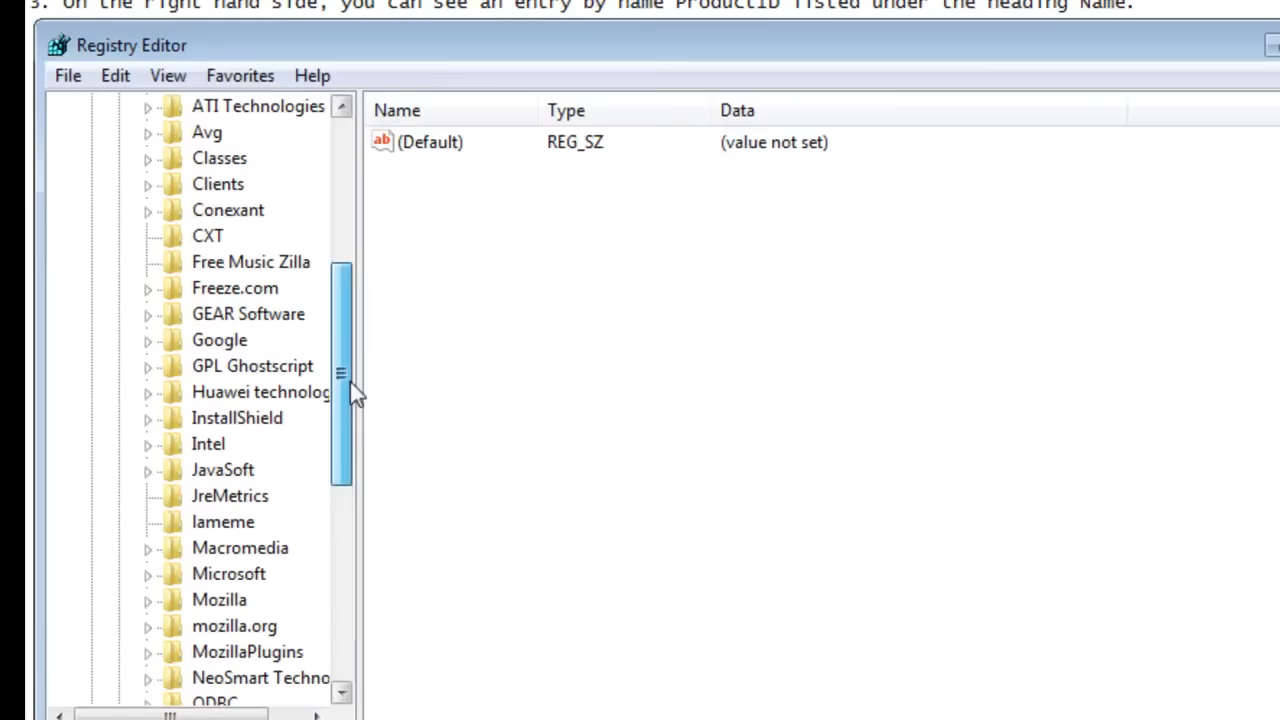 3. On the right hand side, you can see an entry by name ProductID listed under the heading Name.
Registry Editor
File Edit View Favorites Help
ATI Technologies
Avg
Classes
Clients
Conexant
CXT
Free Music Zilla
Freeze.com
GEAR Software
Google
GPL Ghostscript
Huawei technolog
InstallShield
Intel
JavaSoft
JreMetrics
lameme
Macromedia
Microsoft
Mozilla
mozilla.org
MozillaPlugins
NeoSmart Techno
ODBC
Name Type Data
ab (Default) REG_SZ (value not set)